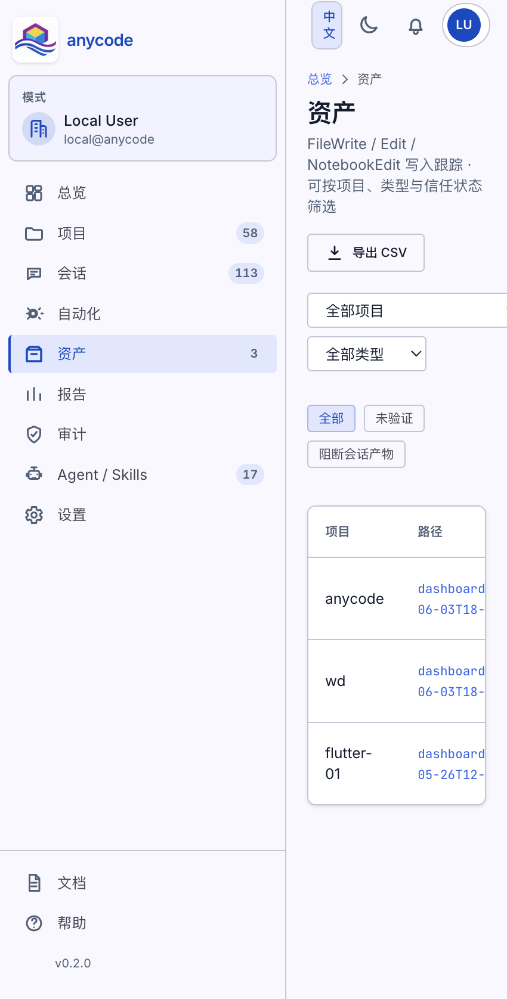 anycode
模式
Local User
local@anycode
总览
项目
58
会话
113
自动化
资产
3
报告
审计
Agent / Skills
17
设置
文档
帮助
v0.2.0
中
文
LU
总览
资产
资产
FileWrite / Edit /
NotebookEdit 写入跟踪 ·
可按项目、类型与信任状态
筛选
导出 CSV
全部项目
全部类型
全部
未验证
阻断会话产物
项目
路径
anycode
dashboard
06-03T18-
wd
dashboard
06-03T18-
flutter-
01
dashboard
05-26T12-